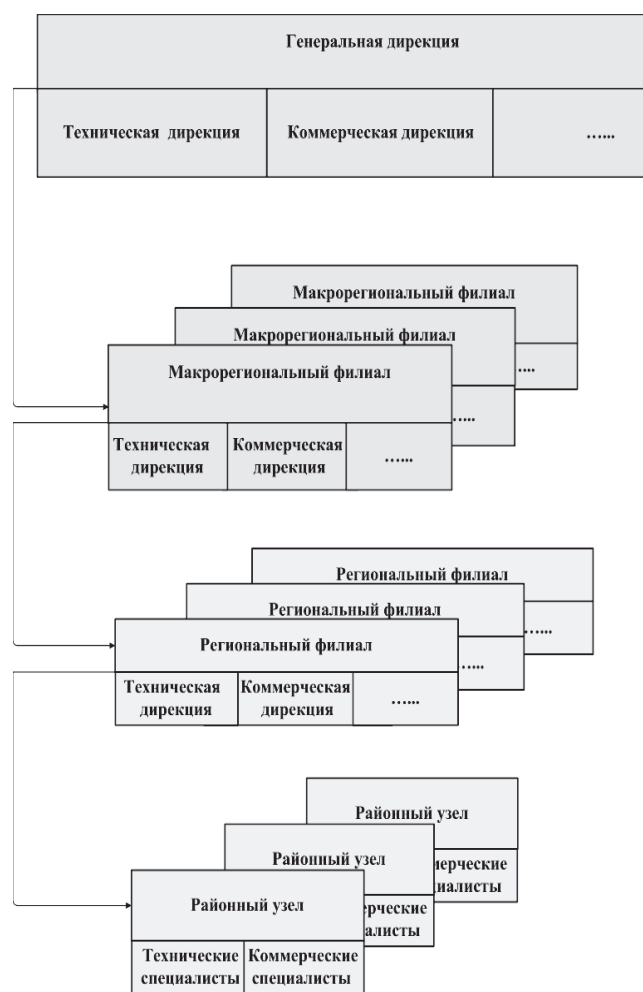 Генеральная дирекция
Техническая дирекция
Коммерческая дирекция
…...
Макрорегиональный филиал
Макрорегиональный филиал
Макрорегиональный филиал
Техническая
дирекция
Коммерческая
дирекция
…...
Региональный филиал
…...
Региональный филиал
Региональный филиал
Техническая
дирекция
Коммерческая
дирекция
…...
Районный узел
Районный узел
Районный узел
Технические
специалисты
Коммерческие
специалисты